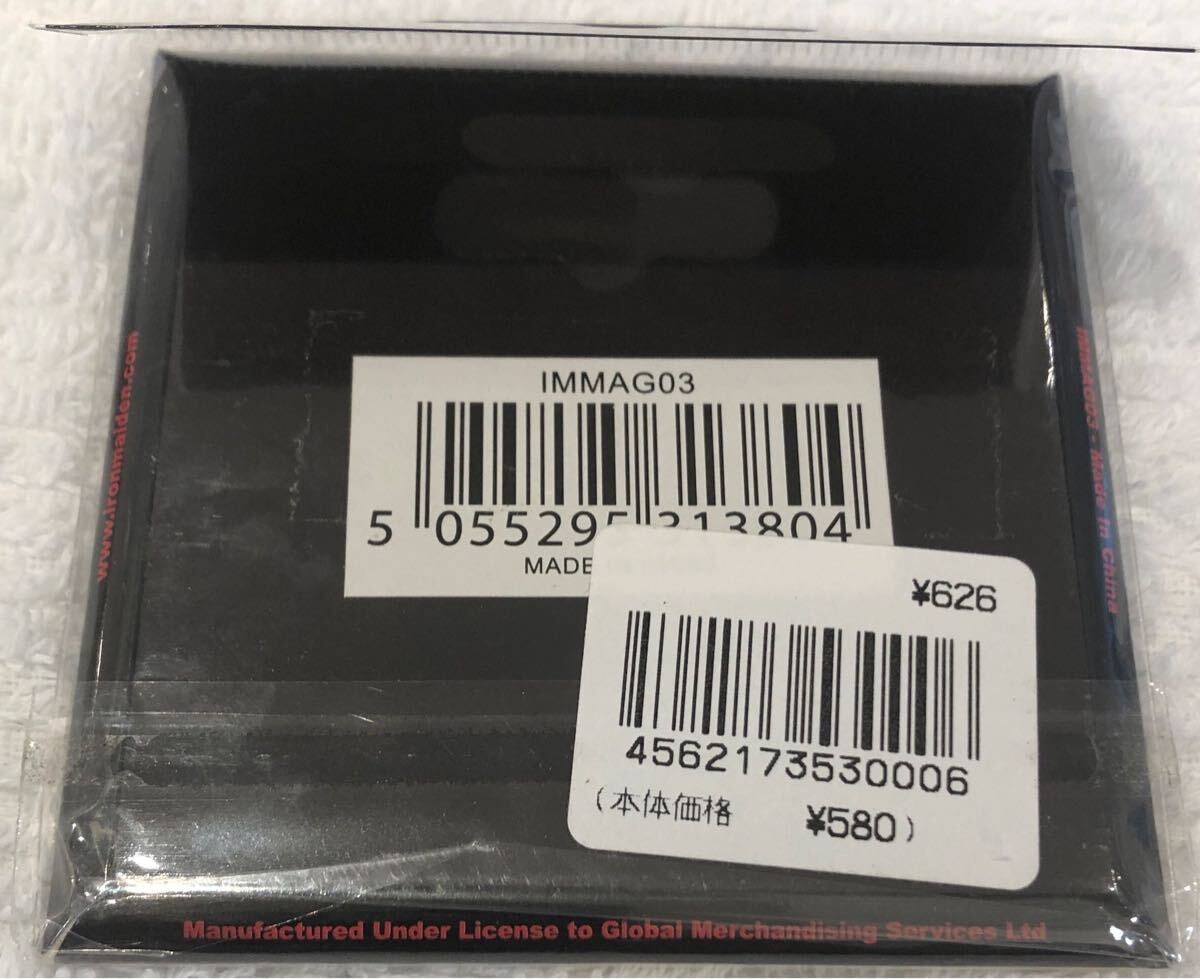 IMMAG03
5 055295 313804
MADE
www.ironmaiden.com
IMMAG03 - Made In China
¥626
4562173530006
(本体価格 ¥580)
Manufactured Under License to Global Merchandising Services Ltd